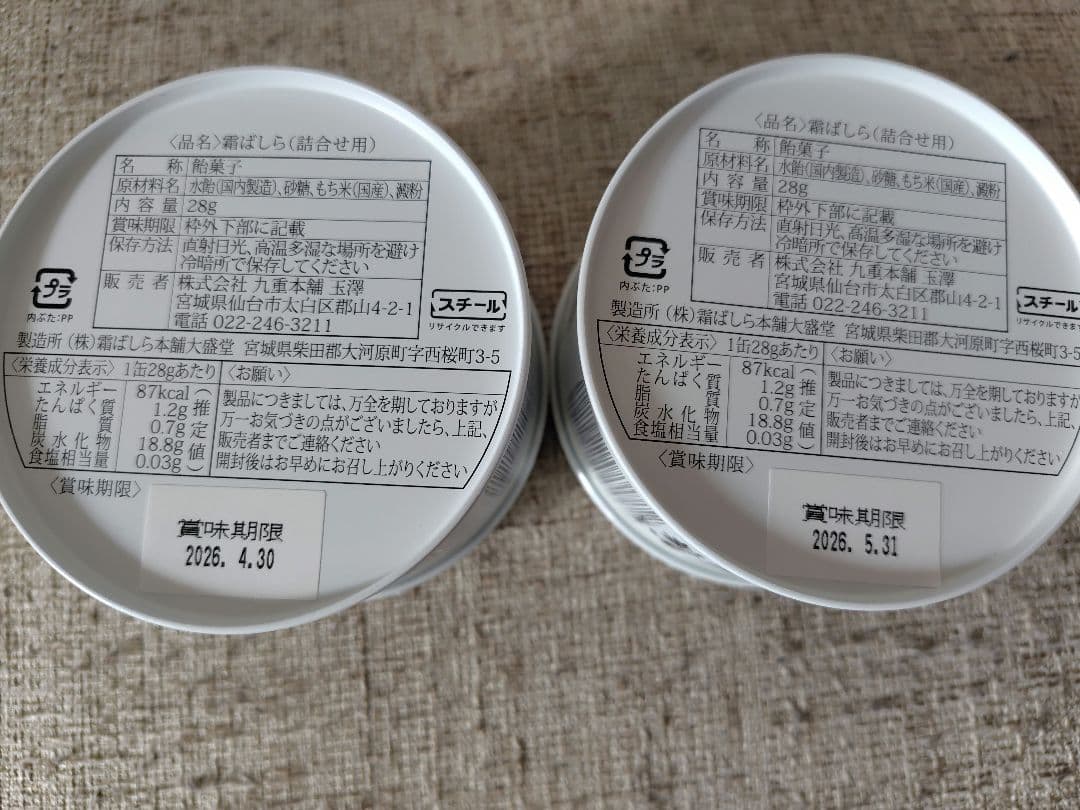 〈品名〉霜ばしら(詰合せ用)
名称 飴菓子
原材料名 水飴(国内製造)、砂糖、もち米(国産)、澱粉
内容量 28g
賞味期限 枠外下部に記載
保存方法 直射日光、高温多湿な場所を避け
冷暗所で保存してください
販売者 株式会社 九重本舗 玉澤
宮城県仙台市太白区郡山4-2-1
電話 022-246-3211
プラ
内ぶた:PP
スチール
リサイクルできます
製造所 (株)霜ばしら本舗大盛堂 宮城県柴田郡大河原町字西桜町3-5
〈栄養成分表示〉 1缶28gあたり
エネルギー 87kcal
たんぱく質 1.2g
脂質 0.7g
炭水化物 18.8g
食塩相当量 0.03g
(推定値)
〈お願い〉
製品につきましては、万全を期しておりますが
万一お気づきの点がございましたら、上記、
販売者までご連絡ください
開封後はお早めにお召し上がりください
〈賞味期限〉
賞味期限
2026. 4.30
〈品名〉霜ばしら(詰合せ用)
名称 飴菓子
原材料名 水飴(国内製造)、砂糖、もち米(国産)、澱粉
内容量 28g
賞味期限 枠外下部に記載
保存方法 直射日光、高温多湿な場所を避け
冷暗所で保存してください
販売者 株式会社 九重本舗 玉澤
宮城県仙台市太白区郡山4-2-1
電話 022-246-3211
プラ
内ぶた:PP
スチール
リサイクルできます
製造所 (株)霜ばしら本舗大盛堂 宮城県柴田郡大河原町字西桜町3-5
〈栄養成分表示〉 1缶28gあたり
エネルギー 87kcal
たんぱく質 1.2g
脂質 0.7g
炭水化物 18.8g
食塩相当量 0.03g
(推定値)
〈お願い〉
製品につきましては、万全を期しておりますが
万一お気づきの点がございましたら、上記、
販売者までご連絡ください
開封後はお早めにお召し上がりください
〈賞味期限〉
賞味期限
2026. 5.31